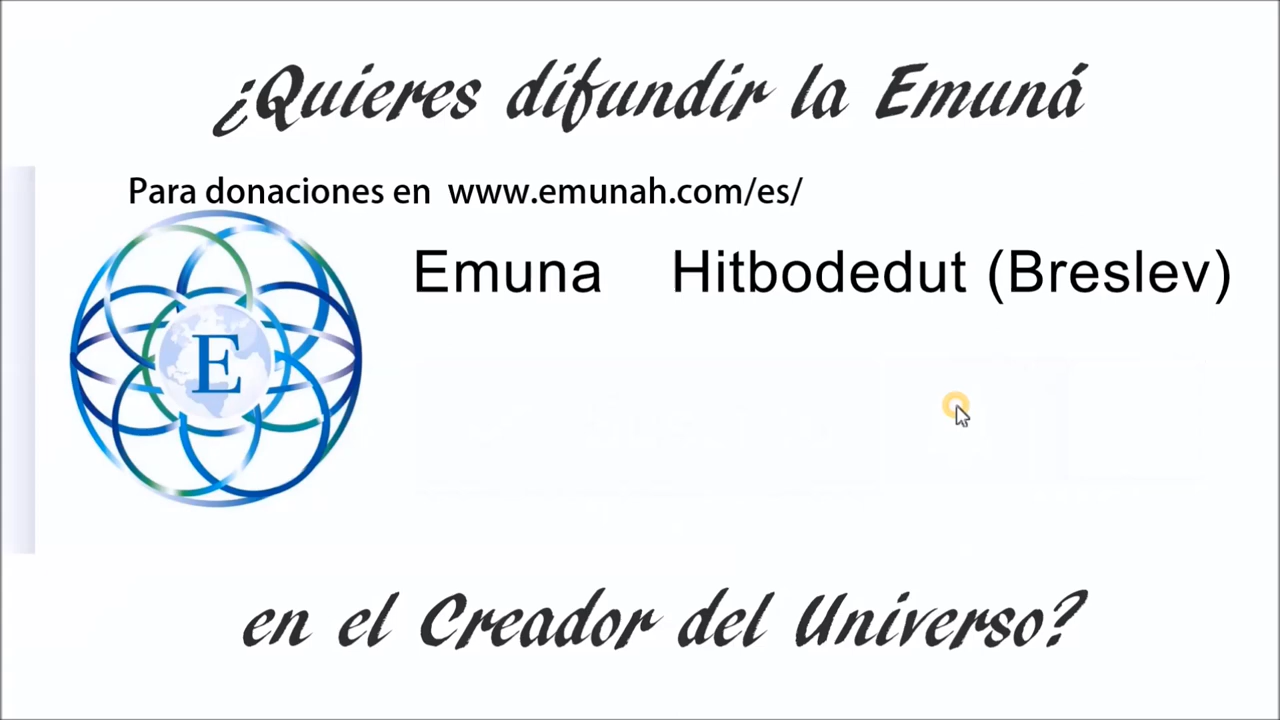 ¿Quieres difundir la Emuná
Para donaciones en www.emunah.com/es/
Emuna Hitbodedut (Breslev)
E
en el Creador del Universo?